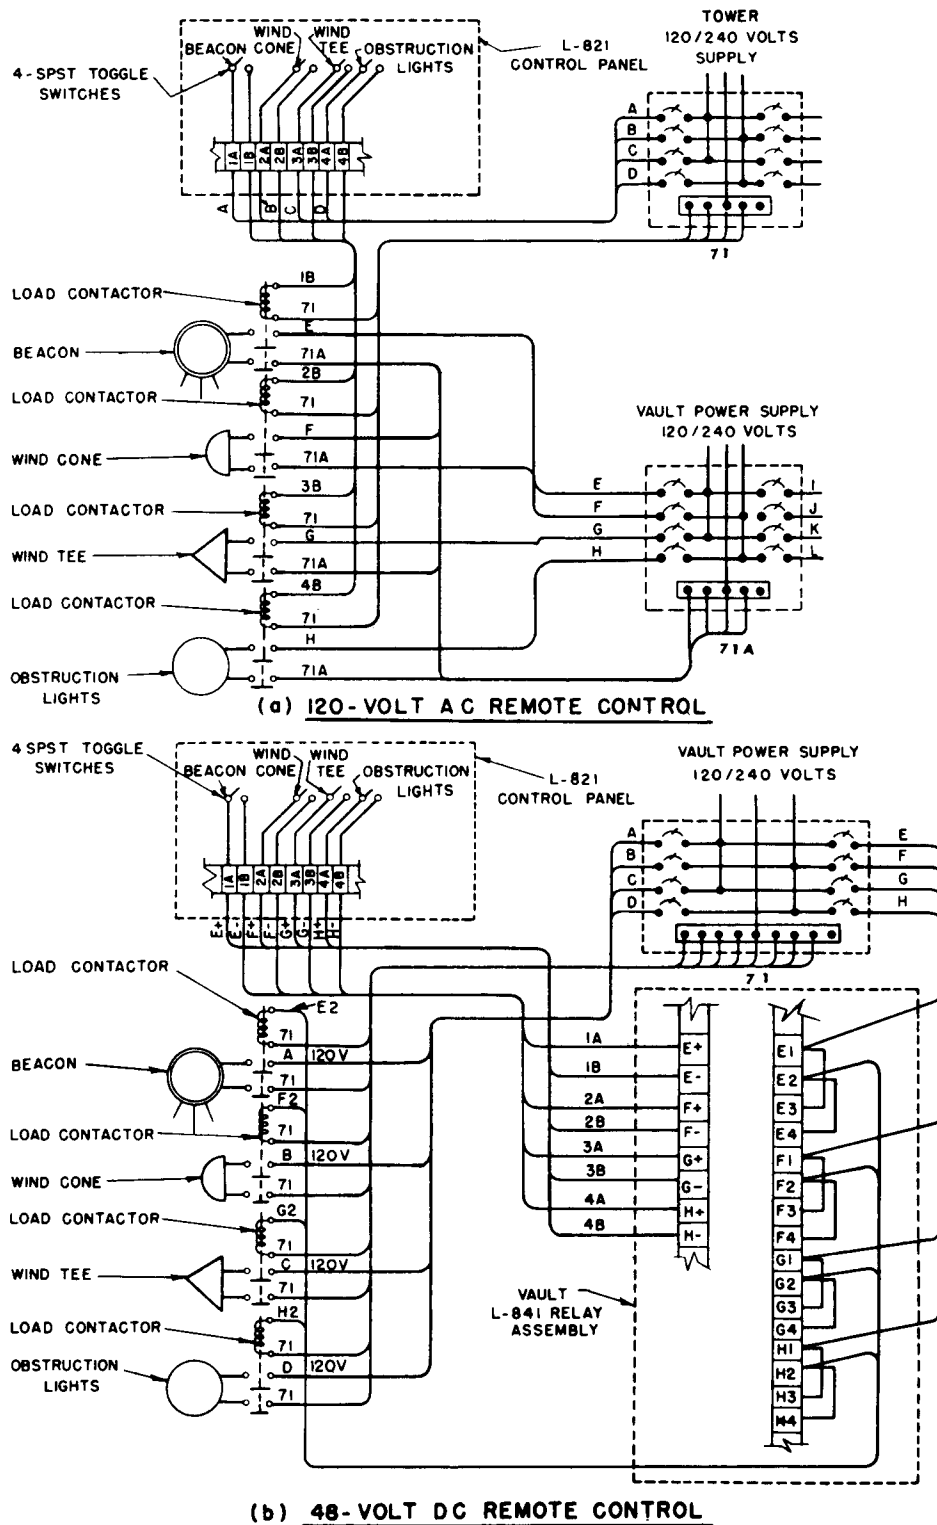 TOWER
120/240 VOLTS
SUPPLY
WIND
CONE
WIND
TEE
BEACON
OBSTRUCTION
LIGHTS
L-821
CONTROL PANEL
4-SPST TOGGLE
SWITCHES
1A 1B 2A 2B 3A 3B 4A 4B
A B C D
A
B
C
D
71
LOAD CONTACTOR
1B
71
BEACON
E
71A
LOAD CONTACTOR
2B
71
WIND CONE
F
71A
LOAD CONTACTOR
3B
71
WIND TEE
G
71A
LOAD CONTACTOR
4B
71
OBSTRUCTION
LIGHTS
H
71A
VAULT POWER SUPPLY
120/240 VOLTS
E
F
G
H
I
J
K
L
71A
(a) 120-VOLT AC REMOTE CONTROL
4 SPST TOGGLE
SWITCHES
BEACON
WIND
CONE
WIND
TEE
OBSTRUCTION
LIGHTS
L-821
CONTROL PANEL
1A 1B 2A 2B 3A 3B 4A 4B
E+ E- F+ F- G+ G- H+ H-
VAULT POWER SUPPLY
120/240 VOLTS
A
B
C
D
E
F
G
H
71
LOAD CONTACTOR
E2
71
BEACON
A 120V
71
LOAD CONTACTOR
F2
71
WIND CONE
B 120V
71
LOAD CONTACTOR
G2
71
WIND TEE
C 120V
71
LOAD CONTACTOR
H2
71
OBSTRUCTION
LIGHTS
D 120V
71
1A E+
1B E-
2A F+
2B F-
3A G+
3B G-
4A H+
4B H-
E1
E2
E3
E4
F1
F2
F3
F4
G1
G2
G3
G4
H1
H2
H3
H4
VAULT
L-841 RELAY
ASSEMBLY
(b) 48-VOLT DC REMOTE CONTROL